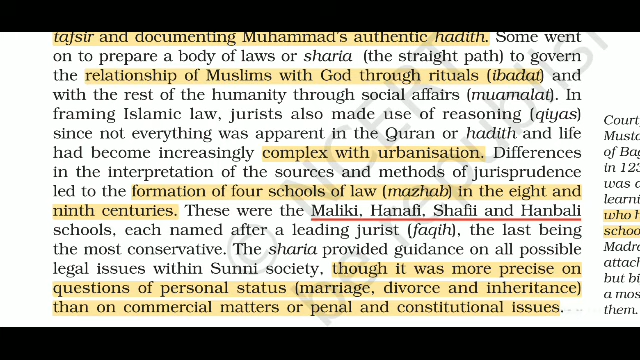 tafsir and documenting Muhammad's authentic hadith. Some went
on to prepare a body of laws or sharia (the straight path) to govern
the relationship of Muslims with God through rituals (ibadat) and
with the rest of the humanity through social affairs (muamalat). In
framing Islamic law, jurists also made use of reasoning (qiyas)
since not everything was apparent in the Quran or hadith and life
had become increasingly complex with urbanisation. Differences
in the interpretation of the sources and methods of jurisprudence
led to the formation of four schools of law (mazhab) in the eight and
ninth centuries. These were the Maliki, Hanafi, Shafii and Hanbali
schools, each named after a leading jurist (faqih), the last being
the most conservative. The sharia provided guidance on all possible
legal issues within Sunni society, though it was more precise on
questions of personal status (marriage, divorce and inheritance)
than on commercial matters or penal and constitutional issues.
Court
Musta
of Bag
in 123
was a
learni
who h
school
Madra
attach
but bi
a mos
them.
© NCERT
be republish